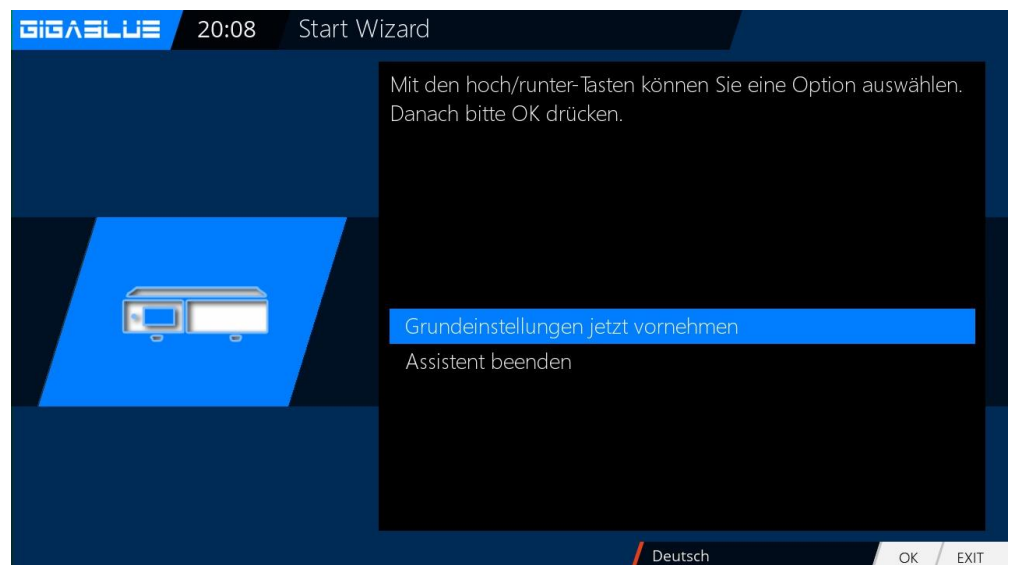 GIGABLUE 20:08 Start Wizard
Mit den hoch/runter-Tasten können Sie eine Option auswählen.
Danach bitte OK drücken.
Grundeinstellungen jetzt vornehmen
Assistent beenden
Deutsch OK EXIT